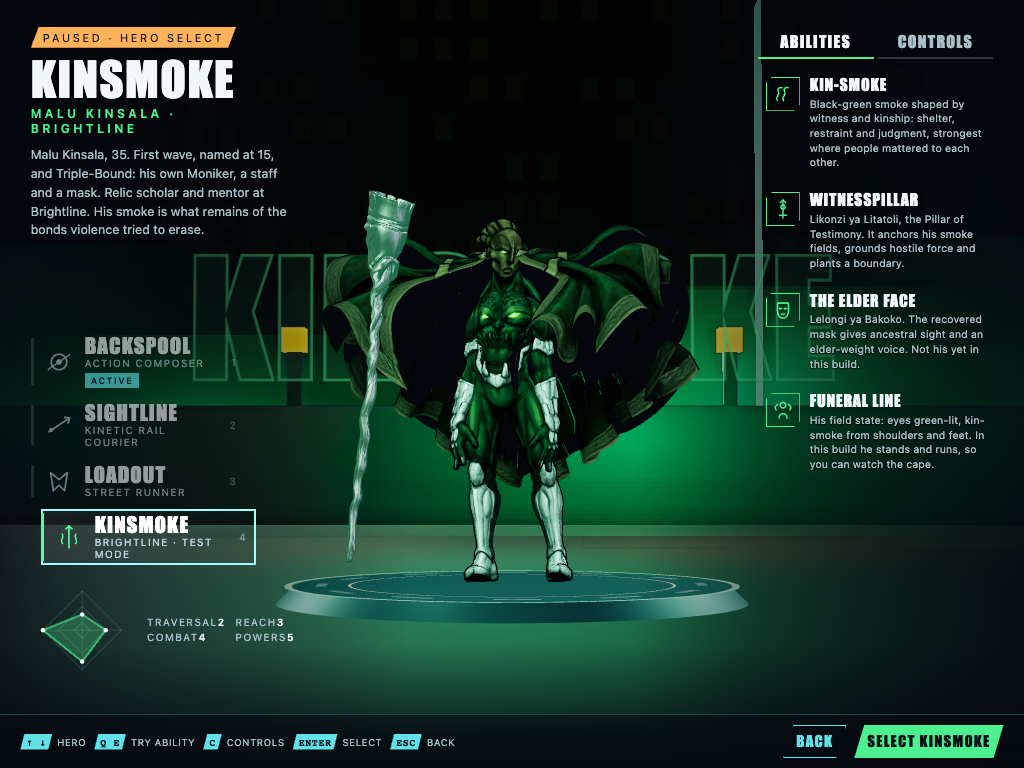 PAUSED · HERO SELECT
KINSMOKE
MALU KINSALA ·
BRIGHTLINE
Malu Kinsala, 35. First wave, named at 15,
and Triple-Bound: his own Moniker, a staff
and a mask. Relic scholar and mentor at
Brightline. His smoke is what remains of the
bonds violence tried to erase.
BACKSPOOL
ACTION COMPOSER
1
ACTIVE
SIGHTLINE
KINETIC RAIL
COURIER
2
LOADOUT
STREET RUNNER
3
KINSMOKE
BRIGHTLINE · TEST
MODE
4
TRAVERSAL2 REACH3
COMBAT4 POWERS5
ABILITIES CONTROLS
KIN-SMOKE
Black-green smoke shaped by
witness and kinship: shelter,
restraint and judgment, strongest
where people mattered to each
other.
WITNESSPILLAR
Likonzi ya Litatoli, the Pillar of
Testimony. It anchors his smoke
fields, grounds hostile force and
plants a boundary.
THE ELDER FACE
Lelongi ya Bakoko. The recovered
mask gives ancestral sight and an
elder-weight voice. Not his yet in
this build.
FUNERAL LINE
His field state: eyes green-lit, kin-
smoke from shoulders and feet. In
this build he stands and runs, so
you can watch the cape.
↑ ↓ HERO Q E TRY ABILITY C CONTROLS ENTER SELECT ESC BACK
BACK SELECT KINSMOKE